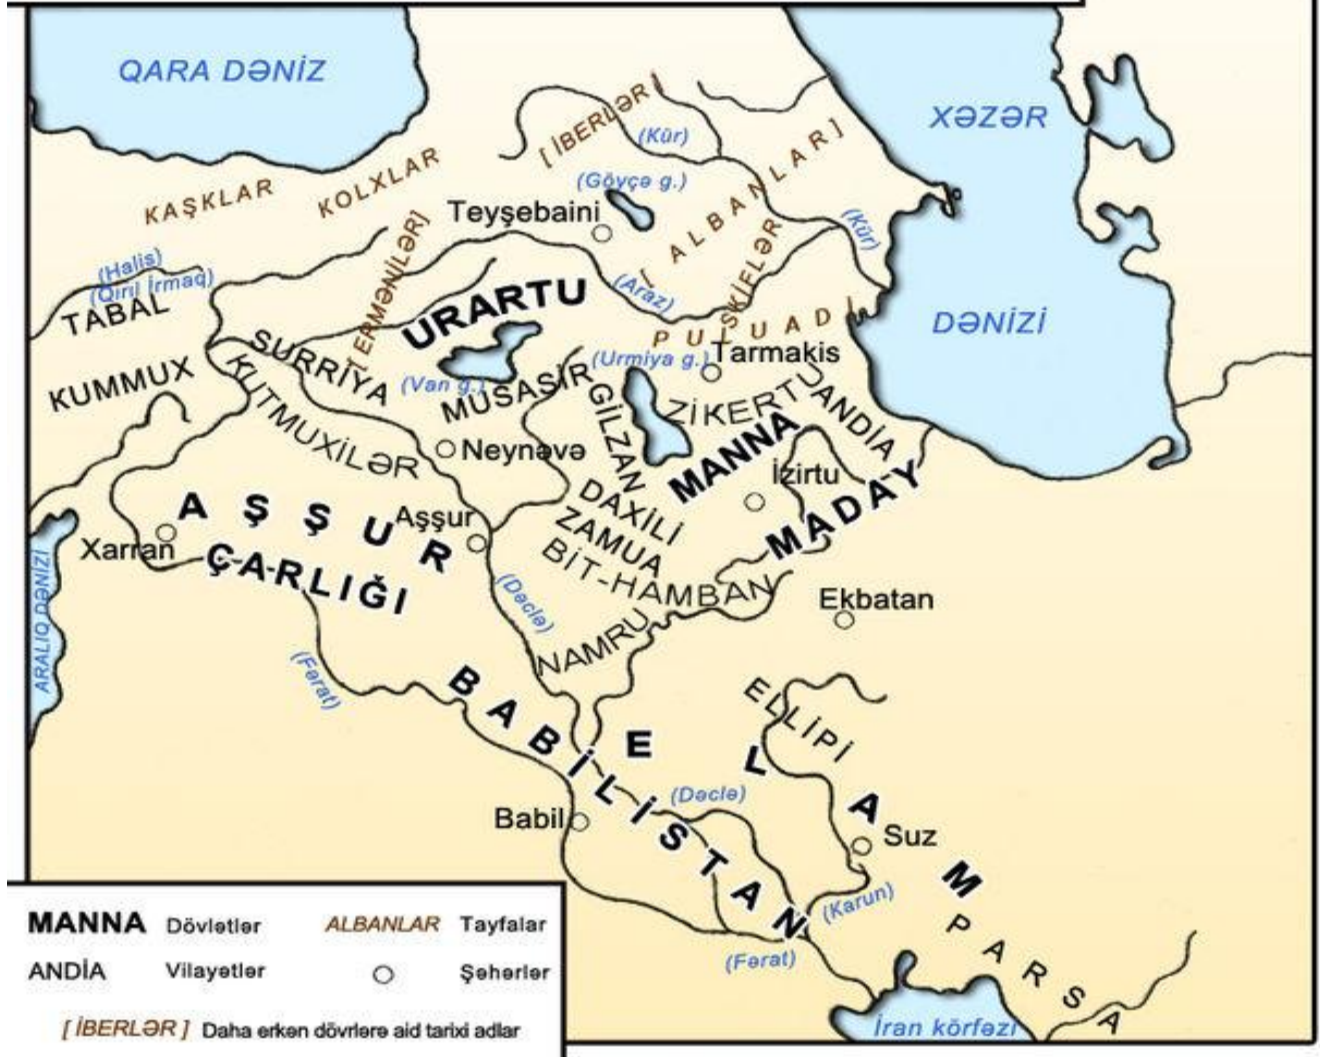 QARA DƏNİZ
XƏZƏR
DƏNİZİ
[ İBERLƏR ]
(Kür)
(Göyçə g.)
[ ALBANLAR ]
KAŞKLAR
KOLXLAR
Teyşebaini
(Kür)
[ ERMƏNİLƏR]
(Halis)
(Qırıl İrmaq)
TABAL
(Araz)
URARTU
SKİFLƏR
PULUADİ
SURRİYA
(Van g.)
(Urmiya g.)
Tarmakis
KUMMUX
KUTMUXİLƏR
MUSASİR
GİLZAN
ZİKERTU
ANDİA
Neynəvə
MANNA
İzirtu
MADAY
AŞŞUR
ÇARLIĞI
Aşşur
Xarran
DAXİLİ
ZAMUA
BİT-HAMBAN
Ekbatan
ARALIQ DƏNİZİ
(Dəclə)
NAMRU
(Fərat)
BABİLİSTAN
ELAM
ELLİPİ
(Dəclə)
Babil
Suz
(Karun)
PARSA
(Fərat)
İran körfəzi
MANNA Dövlətlər ALBANLAR Tayfalar
ANDİA Vilayətlər Şəhərlər
[ İBERLƏR ] Daha erkən dövrlərə aid tarixi adlar